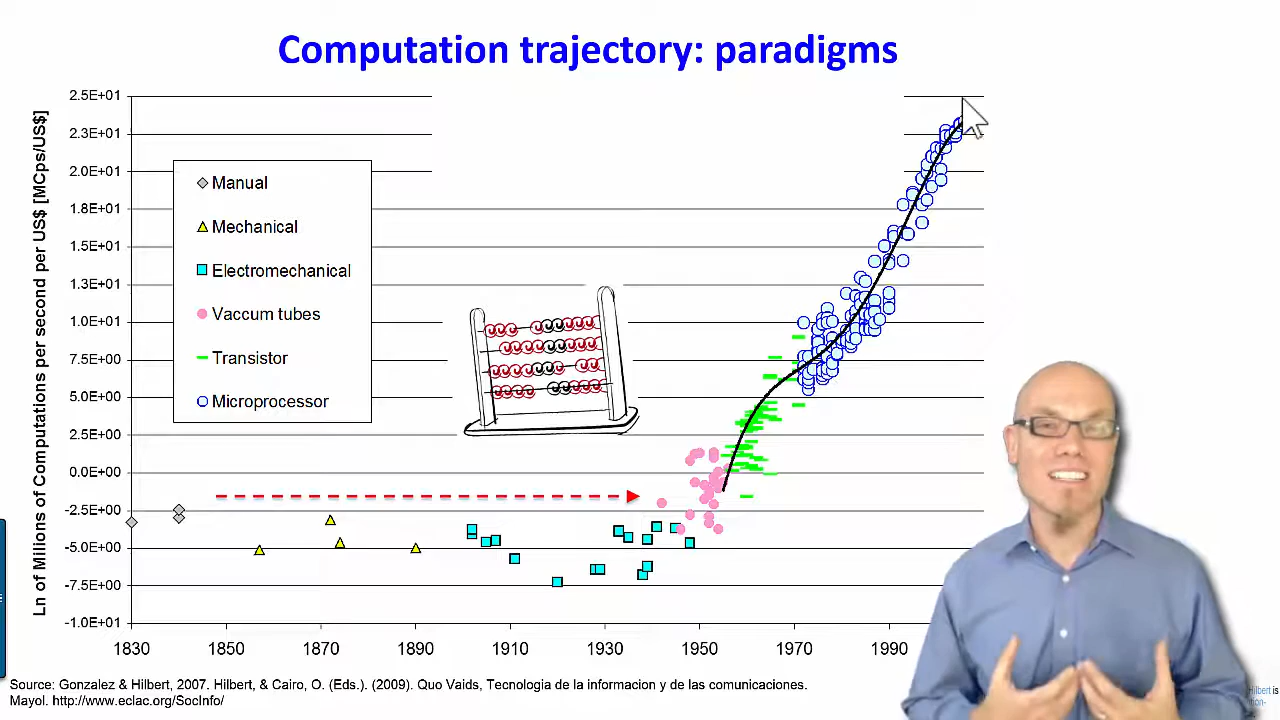 Computation trajectory: paradigms
Ln of Millions of Computations per second per US$ [MCps/US$]
2.5E+01
2.3E+01
2.0E+01
1.8E+01
1.5E+01
1.3E+01
1.0E+01
7.5E+00
5.0E+00
2.5E+00
0.0E+00
-2.5E+00
-5.0E+00
-7.5E+00
-1.0E+01
Manual
Mechanical
Electromechanical
Vaccum tubes
Transistor
Microprocessor
1830 1850 1870 1890 1910 1930 1950 1970 1990
Source: Gonzalez & Hilbert, 2007. Hilbert, & Cairo, O. (Eds.). (2009). Quo Vaids, Tecnologia de la informacion y de las comunicaciones.
Mayol. http://www.eclac.org/SocInfo/
Hilbert is